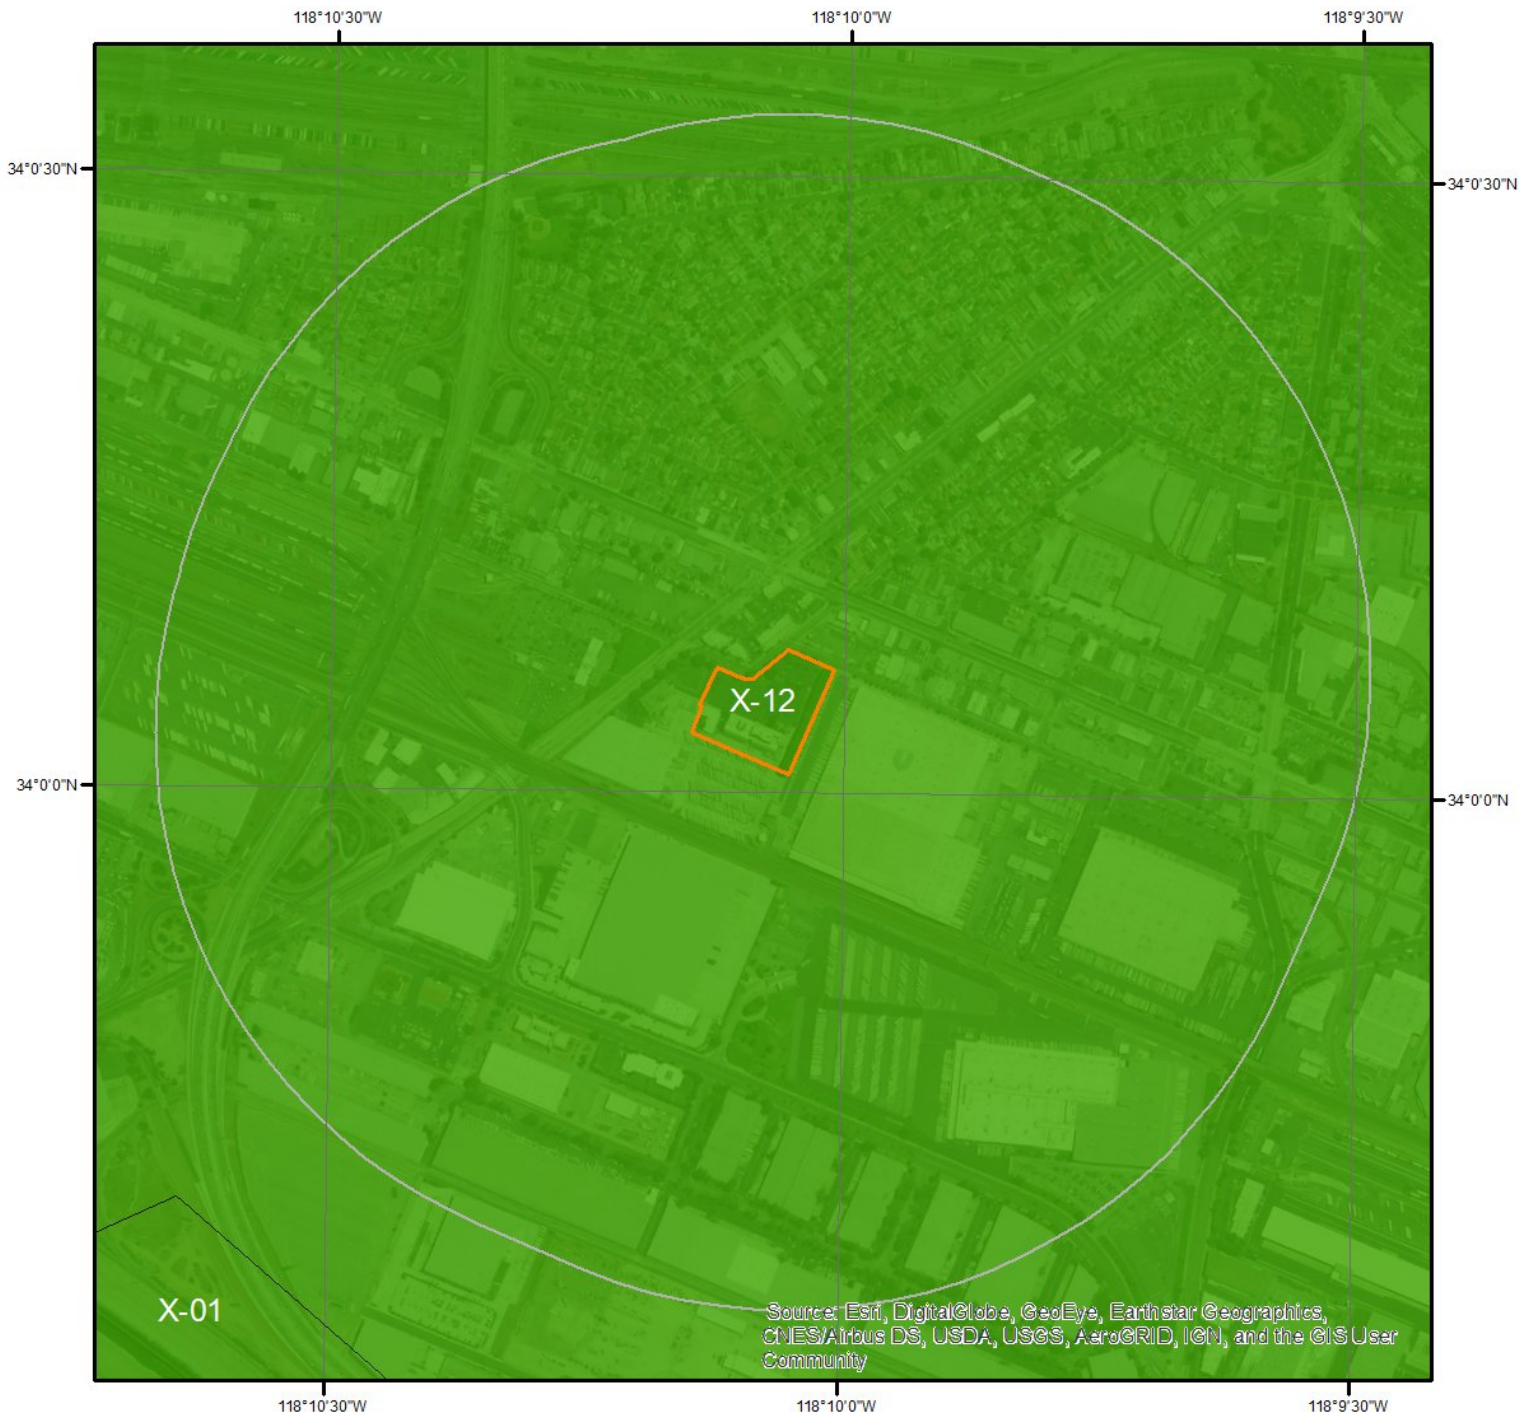 118°10'30"W
118°10'0"W
118°9'30"W
34°0'30"N
34°0'30"N
X-12
34°0'0"N
34°0'0"N
X-01
Source: Esri, DigitalGlobe, GeoEye, Earthstar Geographics,
CNES/Airbus DS, USDA, USGS, AeroGRID, IGN, and the GIS User
Community
118°10'30"W
118°10'0"W
118°9'30"W